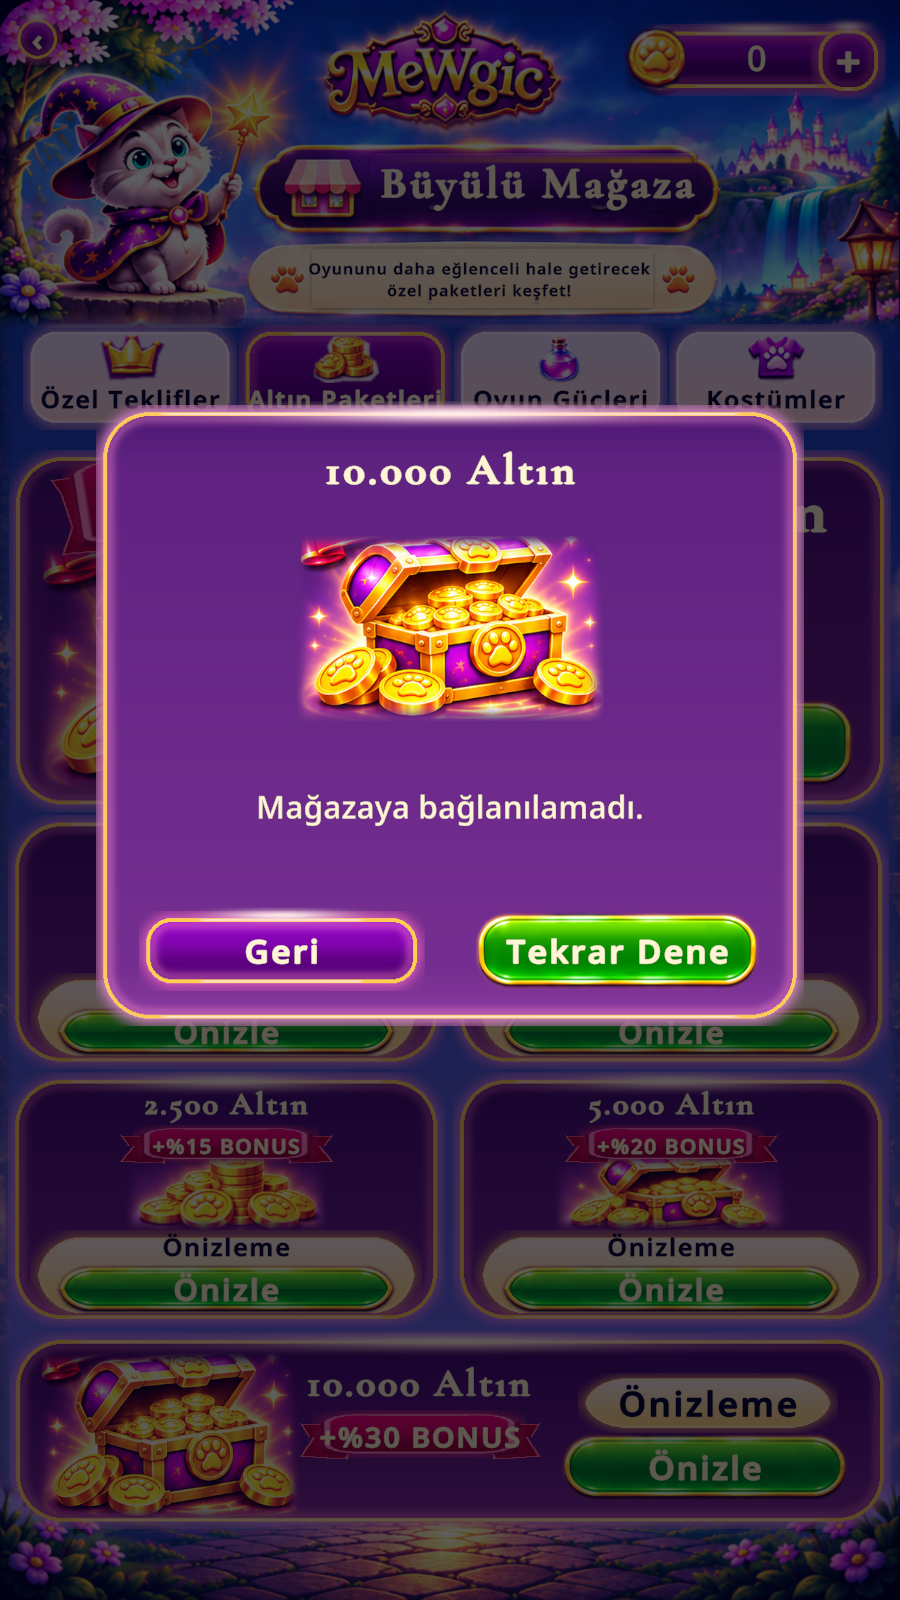 MeWgic
0
Büyülü Mağaza
Oyununu daha eğlenceli hale getirecek
özel paketleri keşfet!
Özel Teklifler
Altın Paketleri
Oyun Güçleri
Kostümler
n
10.000 Altın
Mağazaya bağlanılamadı.
Geri
Tekrar Dene
Önizle
Önizle
2.500 Altın
5.000 Altın
+%15 BONUS
+%20 BONUS
Önizleme
Önizleme
Önizle
Önizle
10.000 Altın
+%30 BONUS
Önizleme
Önizle